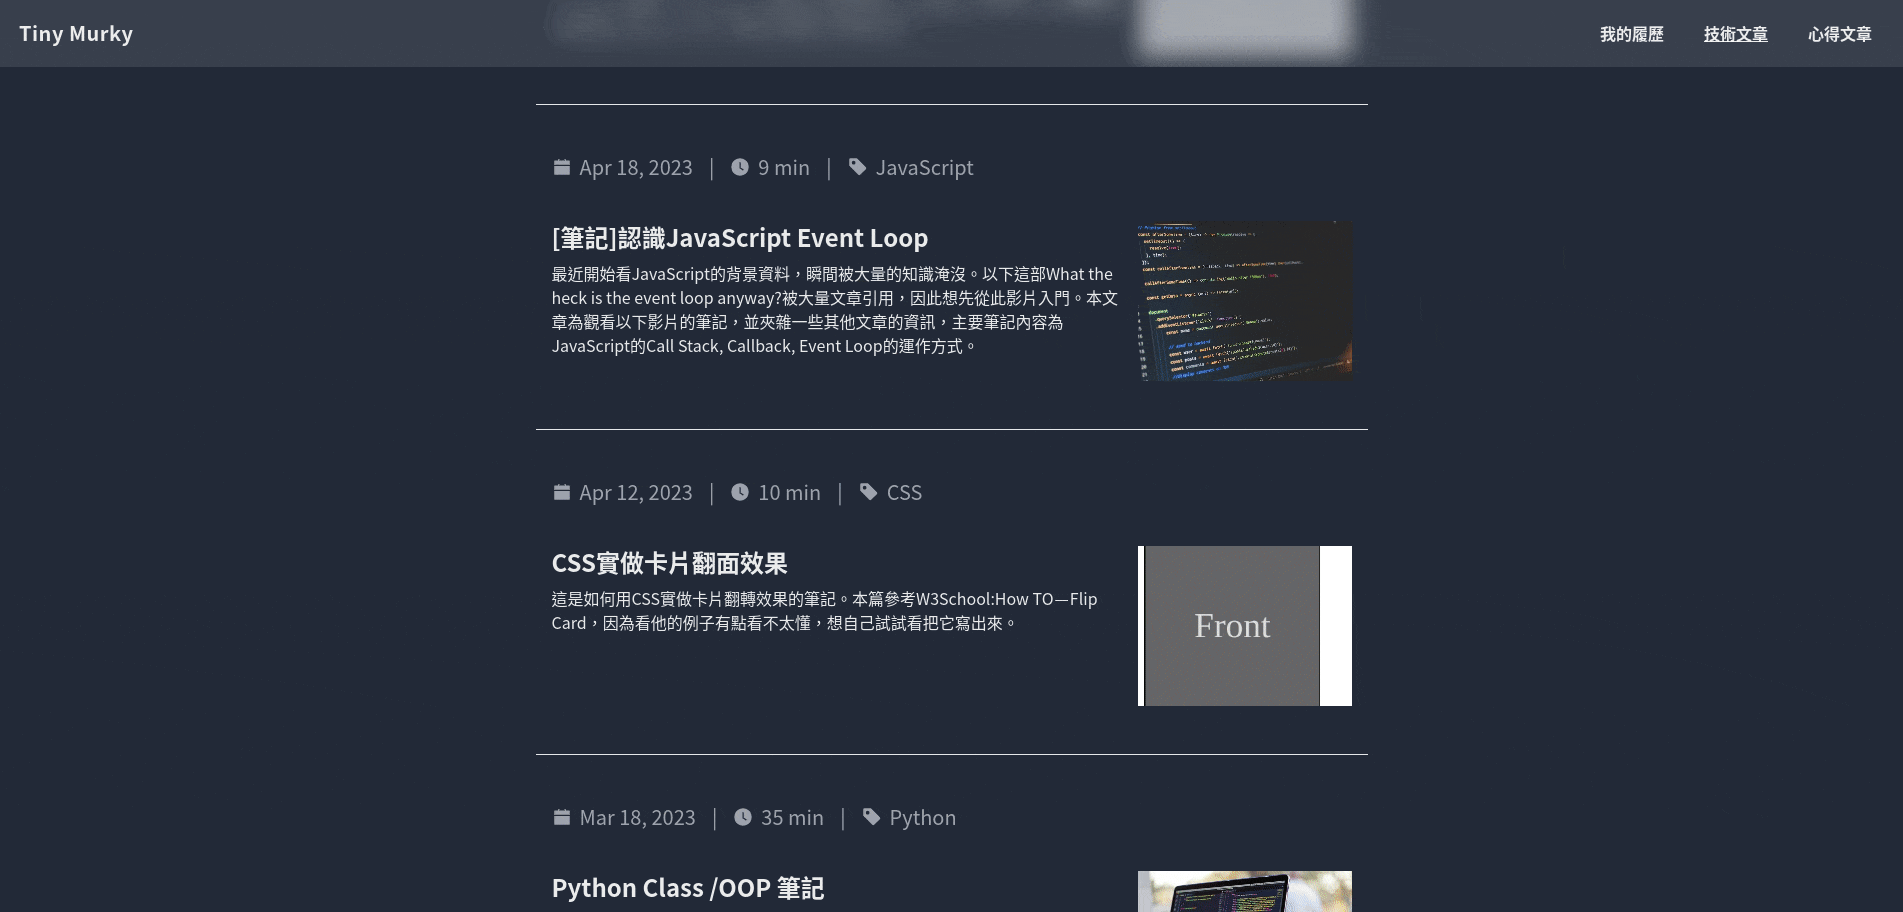 Tiny Murky
我的履歷
技術文章
心得文章
Apr 18, 2023 | 9 min | JavaScript
[筆記]認識JavaScript Event Loop
最近開始看JavaScript的背景資料，瞬間被大量的知識淹沒。以下這部What the
heck is the event loop anyway?被大量文章引用，因此想先從此影片入門。本文
章為觀看以下影片的筆記，並夾雜一些其他文章的資訊，主要筆記內容為
JavaScript的Call Stack, Callback, Event Loop的運作方式。
Apr 12, 2023 | 10 min | CSS
CSS實做卡片翻面效果
這是如何用CSS實做卡片翻轉效果的筆記。本篇參考W3School:How TO—Flip
Card，因為看他的例子有點看不太懂，想自己試試看把它寫出來。
Front
Mar 18, 2023 | 35 min | Python
Python Class /OOP 筆記